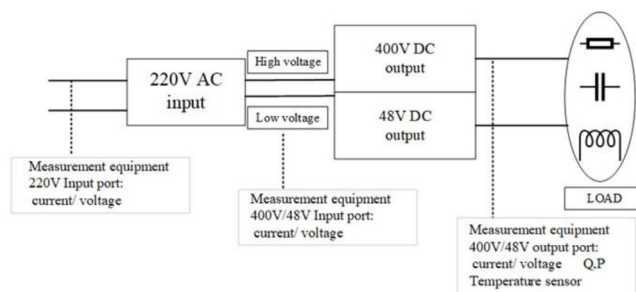 220V AC
input
High voltage
Low voltage
400V DC
output
48V DC
output
LOAD
Measurement equipment
220V Input port:
current/ voltage
Measurement equipment
400V/48V Input port:
current/ voltage
Measurement equipment
400V/48V output port:
current/ voltage Q.P
Temperature sensor